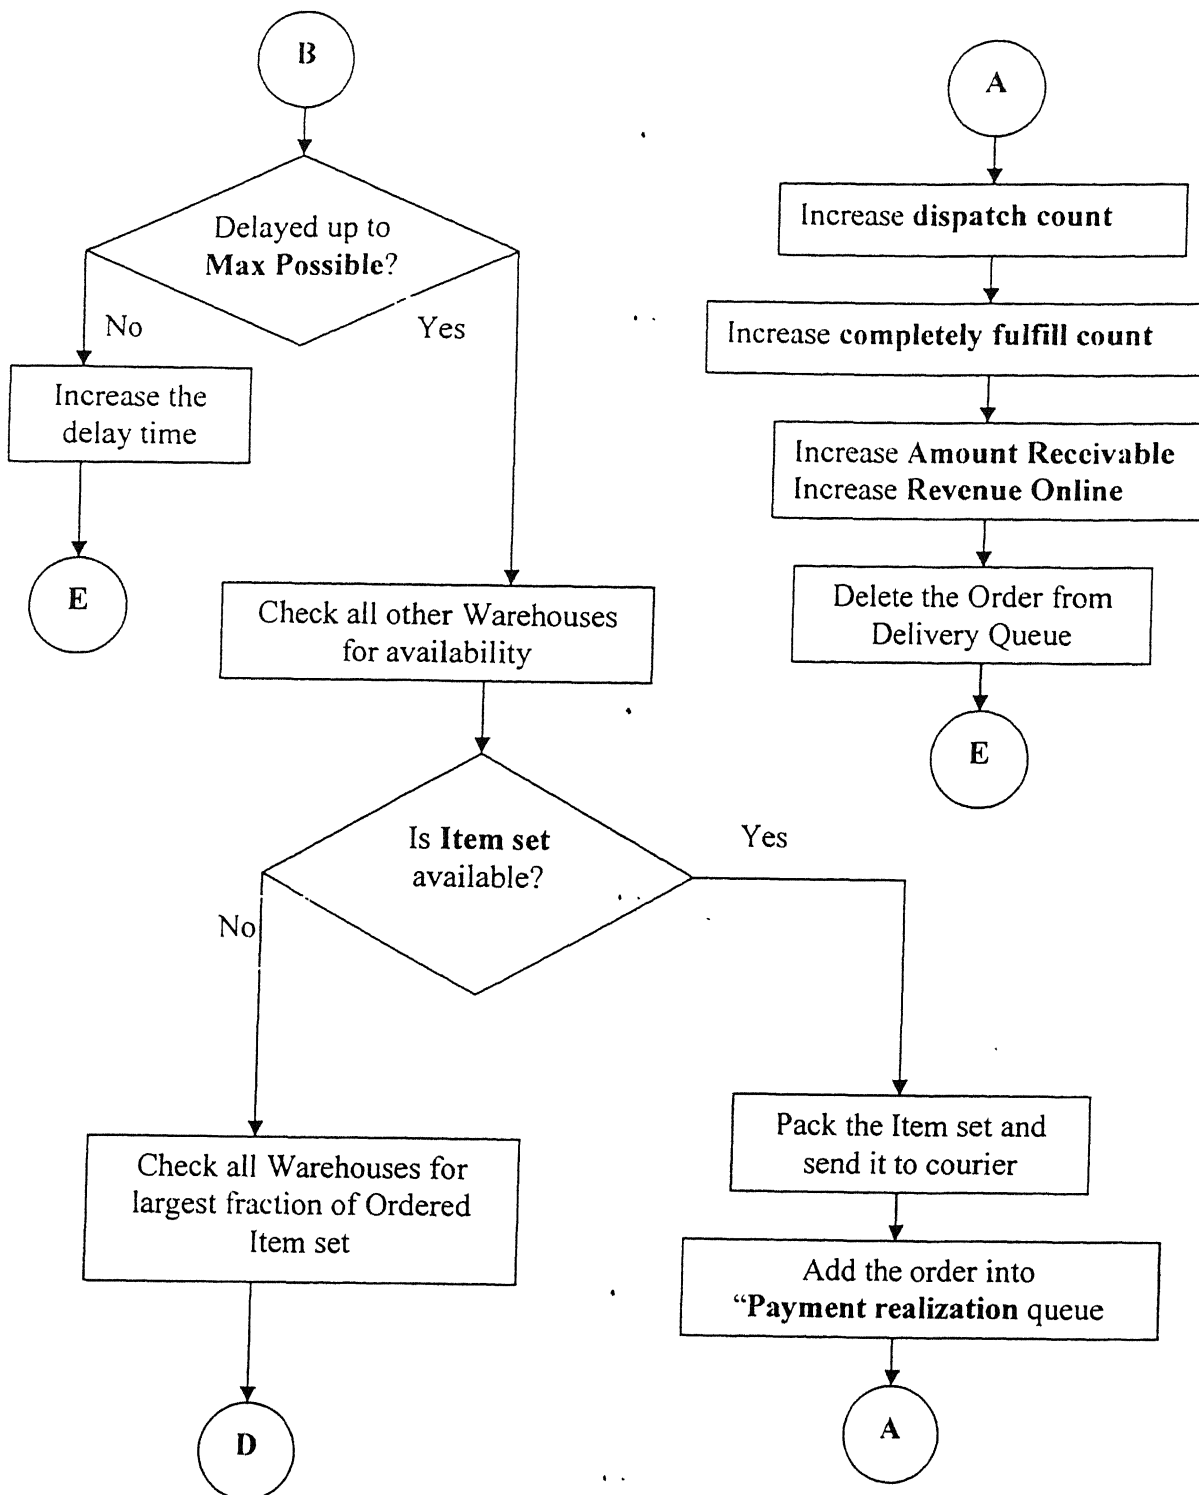 B
Delayed up to
Max Possible?
No
Yes
Increase the
delay time
E
Check all other Warehouses
for availability
Is Item set
available?
No
Yes
Check all Warehouses for
largest fraction of Ordered
Item set
D
Pack the Item set and
send it to courier
Add the order into
“Payment realization queue
A
A
Increase dispatch count
Increase completely fulfill count
Increase Amount Receivable
Increase Revenue Online
Delete the Order from
Delivery Queue
E